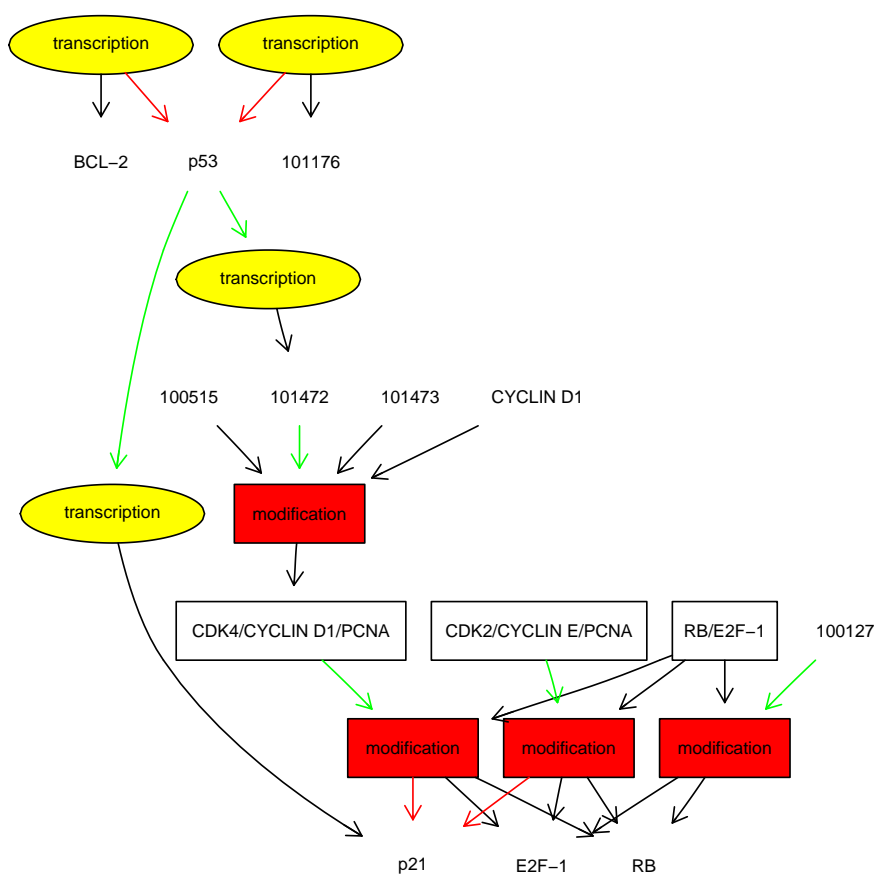 transcription
transcription
BCL−2
p53
101176
transcription
100515
101472
101473
CYCLIN D1
transcription
modification
CDK4/CYCLIN D1/PCNA
CDK2/CYCLIN E/PCNA
RB/E2F−1
100127
modification
modification
modification
p21
E2F−1
RB